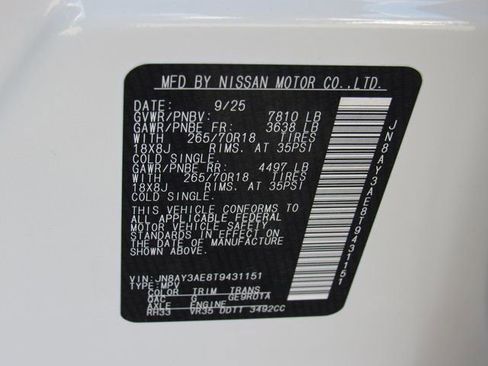 MFD BY NISSAN MOTOR CO.,LTD.
DATE: 9/25
GVWR/PNBV: 7810 LB
GAWR/PNBE FR: 3638 LB
WITH 265/70R18 TIRES
18X8J RIMS. AT 35PSI
COLD SINGLE.
GAWR/PNBE RR: 4497 LB
WITH 265/70R18 TIRES
18X8J RIMS. AT 35PSI
COLD SINGLE.
THIS VEHICLE CONFORMS TO
ALL APPLICABLE FEDERAL
MOTOR VEHICLE SAFETY
STANDARDS IN EFFECT ON
THE DATE OF MANUFACTURE
SHOWN ABOVE.
VIN: JN8AY3AE8T9431151
TYPE:MPV
COLOR TRIM TRANS
QAC G GE9RD1A
AXLE ENGINE
RH33 VR35 DDTT 3492CC
JN8AY3AE8T9431151